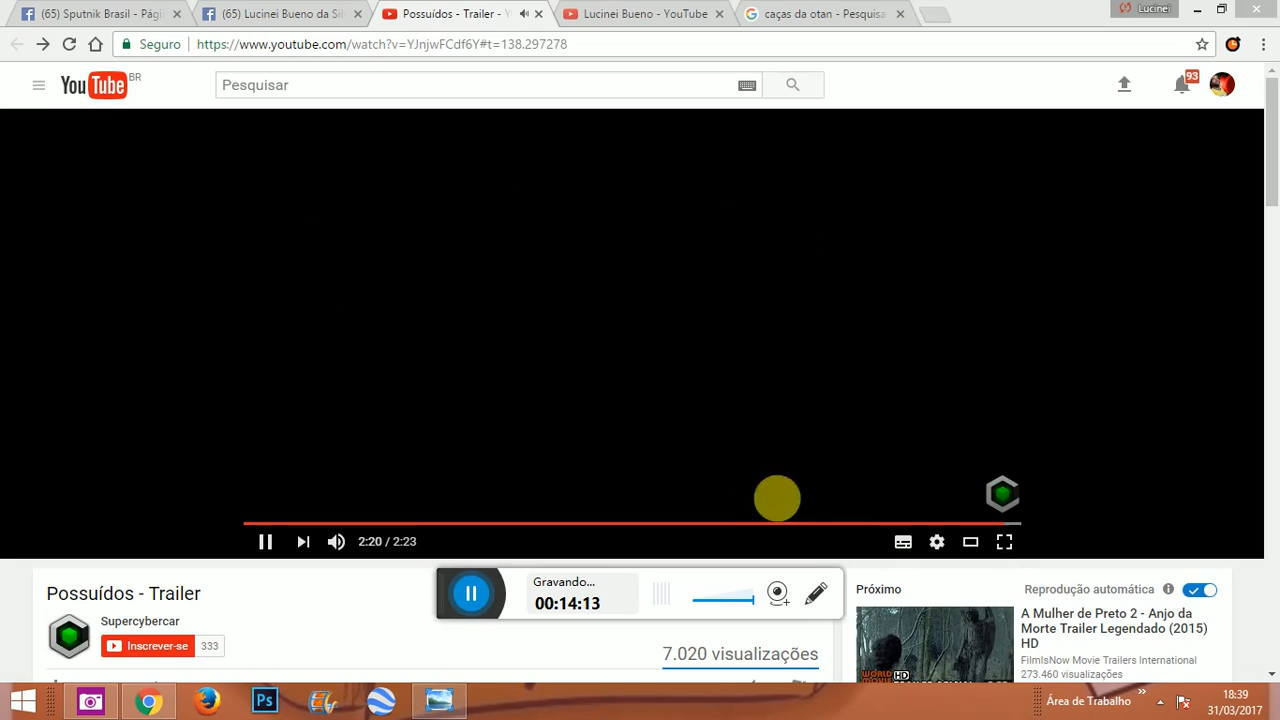 (65) Sputnik Brasil - Pági
(65) Lucinei Bueno da Sil
Possuídos - Trailer - Y
Lucinei Bueno - YouTube
caças da otan - Pesquisa
Lucinei
Seguro
https://www.youtube.com/watch?v=YJnjwFCdf6Y#t=138.297278
YouTube BR
Pesquisar
93
2:20 / 2:23
Possuídos - Trailer
Supercybercar
Inscrever-se 333
7.020 visualizações
Gravando...
00:14:13
Próximo
Reprodução automática
A Mulher de Preto 2 - Anjo da
Morte Trailer Legendado (2015)
HD
FilmIsNow Movie Trailers International
273.460 visualizações
WORLD
HD
Ps
Área de Trabalho
18:39
31/03/2017